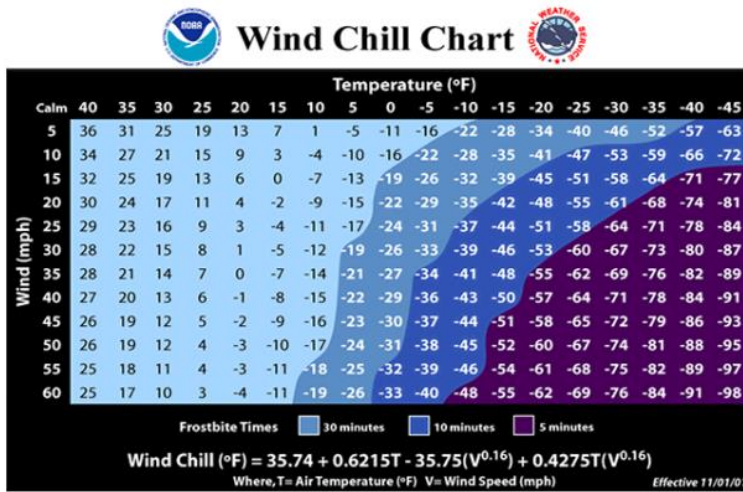 NOAA
Wind Chill Chart
NATIONAL WEATHER SERVICE
Temperature (ºF)
Calm 40 35 30 25 20 15 10 5 0 -5 -10 -15 -20 -25 -30 -35 -40 -45
Wind (mph)
5 36 31 25 19 13 7 1 -5 -11 -16 -22 -28 -34 -40 -46 -52 -57 -63
10 34 27 21 15 9 3 -4 -10 -16 -22 -28 -35 -41 -47 -53 -59 -66 -72
15 32 25 19 13 6 0 -7 -13 -19 -26 -32 -39 -45 -51 -58 -64 -71 -77
20 30 24 17 11 4 -2 -9 -15 -22 -29 -35 -42 -48 -55 -61 -68 -74 -81
25 29 23 16 9 3 -4 -11 -17 -24 -31 -37 -44 -51 -58 -64 -71 -78 -84
30 28 22 15 8 1 -5 -12 -19 -26 -33 -39 -46 -53 -60 -67 -73 -80 -87
35 28 21 14 7 0 -7 -14 -21 -27 -34 -41 -48 -55 -62 -69 -76 -82 -89
40 27 20 13 6 -1 -8 -15 -22 -29 -36 -43 -50 -57 -64 -71 -78 -84 -91
45 26 19 12 5 -2 -9 -16 -23 -30 -37 -44 -51 -58 -65 -72 -79 -86 -93
50 26 19 12 4 -3 -10 -17 -24 -31 -38 -45 -52 -60 -67 -74 -81 -88 -95
55 25 18 11 4 -3 -11 -18 -25 -32 -39 -46 -54 -61 -68 -75 -82 -89 -97
60 25 17 10 3 -4 -11 -19 -26 -33 -40 -48 -55 -62 -69 -76 -84 -91 -98
Frostbite Times 30 minutes 10 minutes 5 minutes
Wind Chill (ºF) = 35.74 + 0.6215T - 35.75(V^0.16) + 0.4275T(V^0.16)
Where, T= Air Temperature (ºF) V= Wind Speed (mph)
Effective 11/01/0